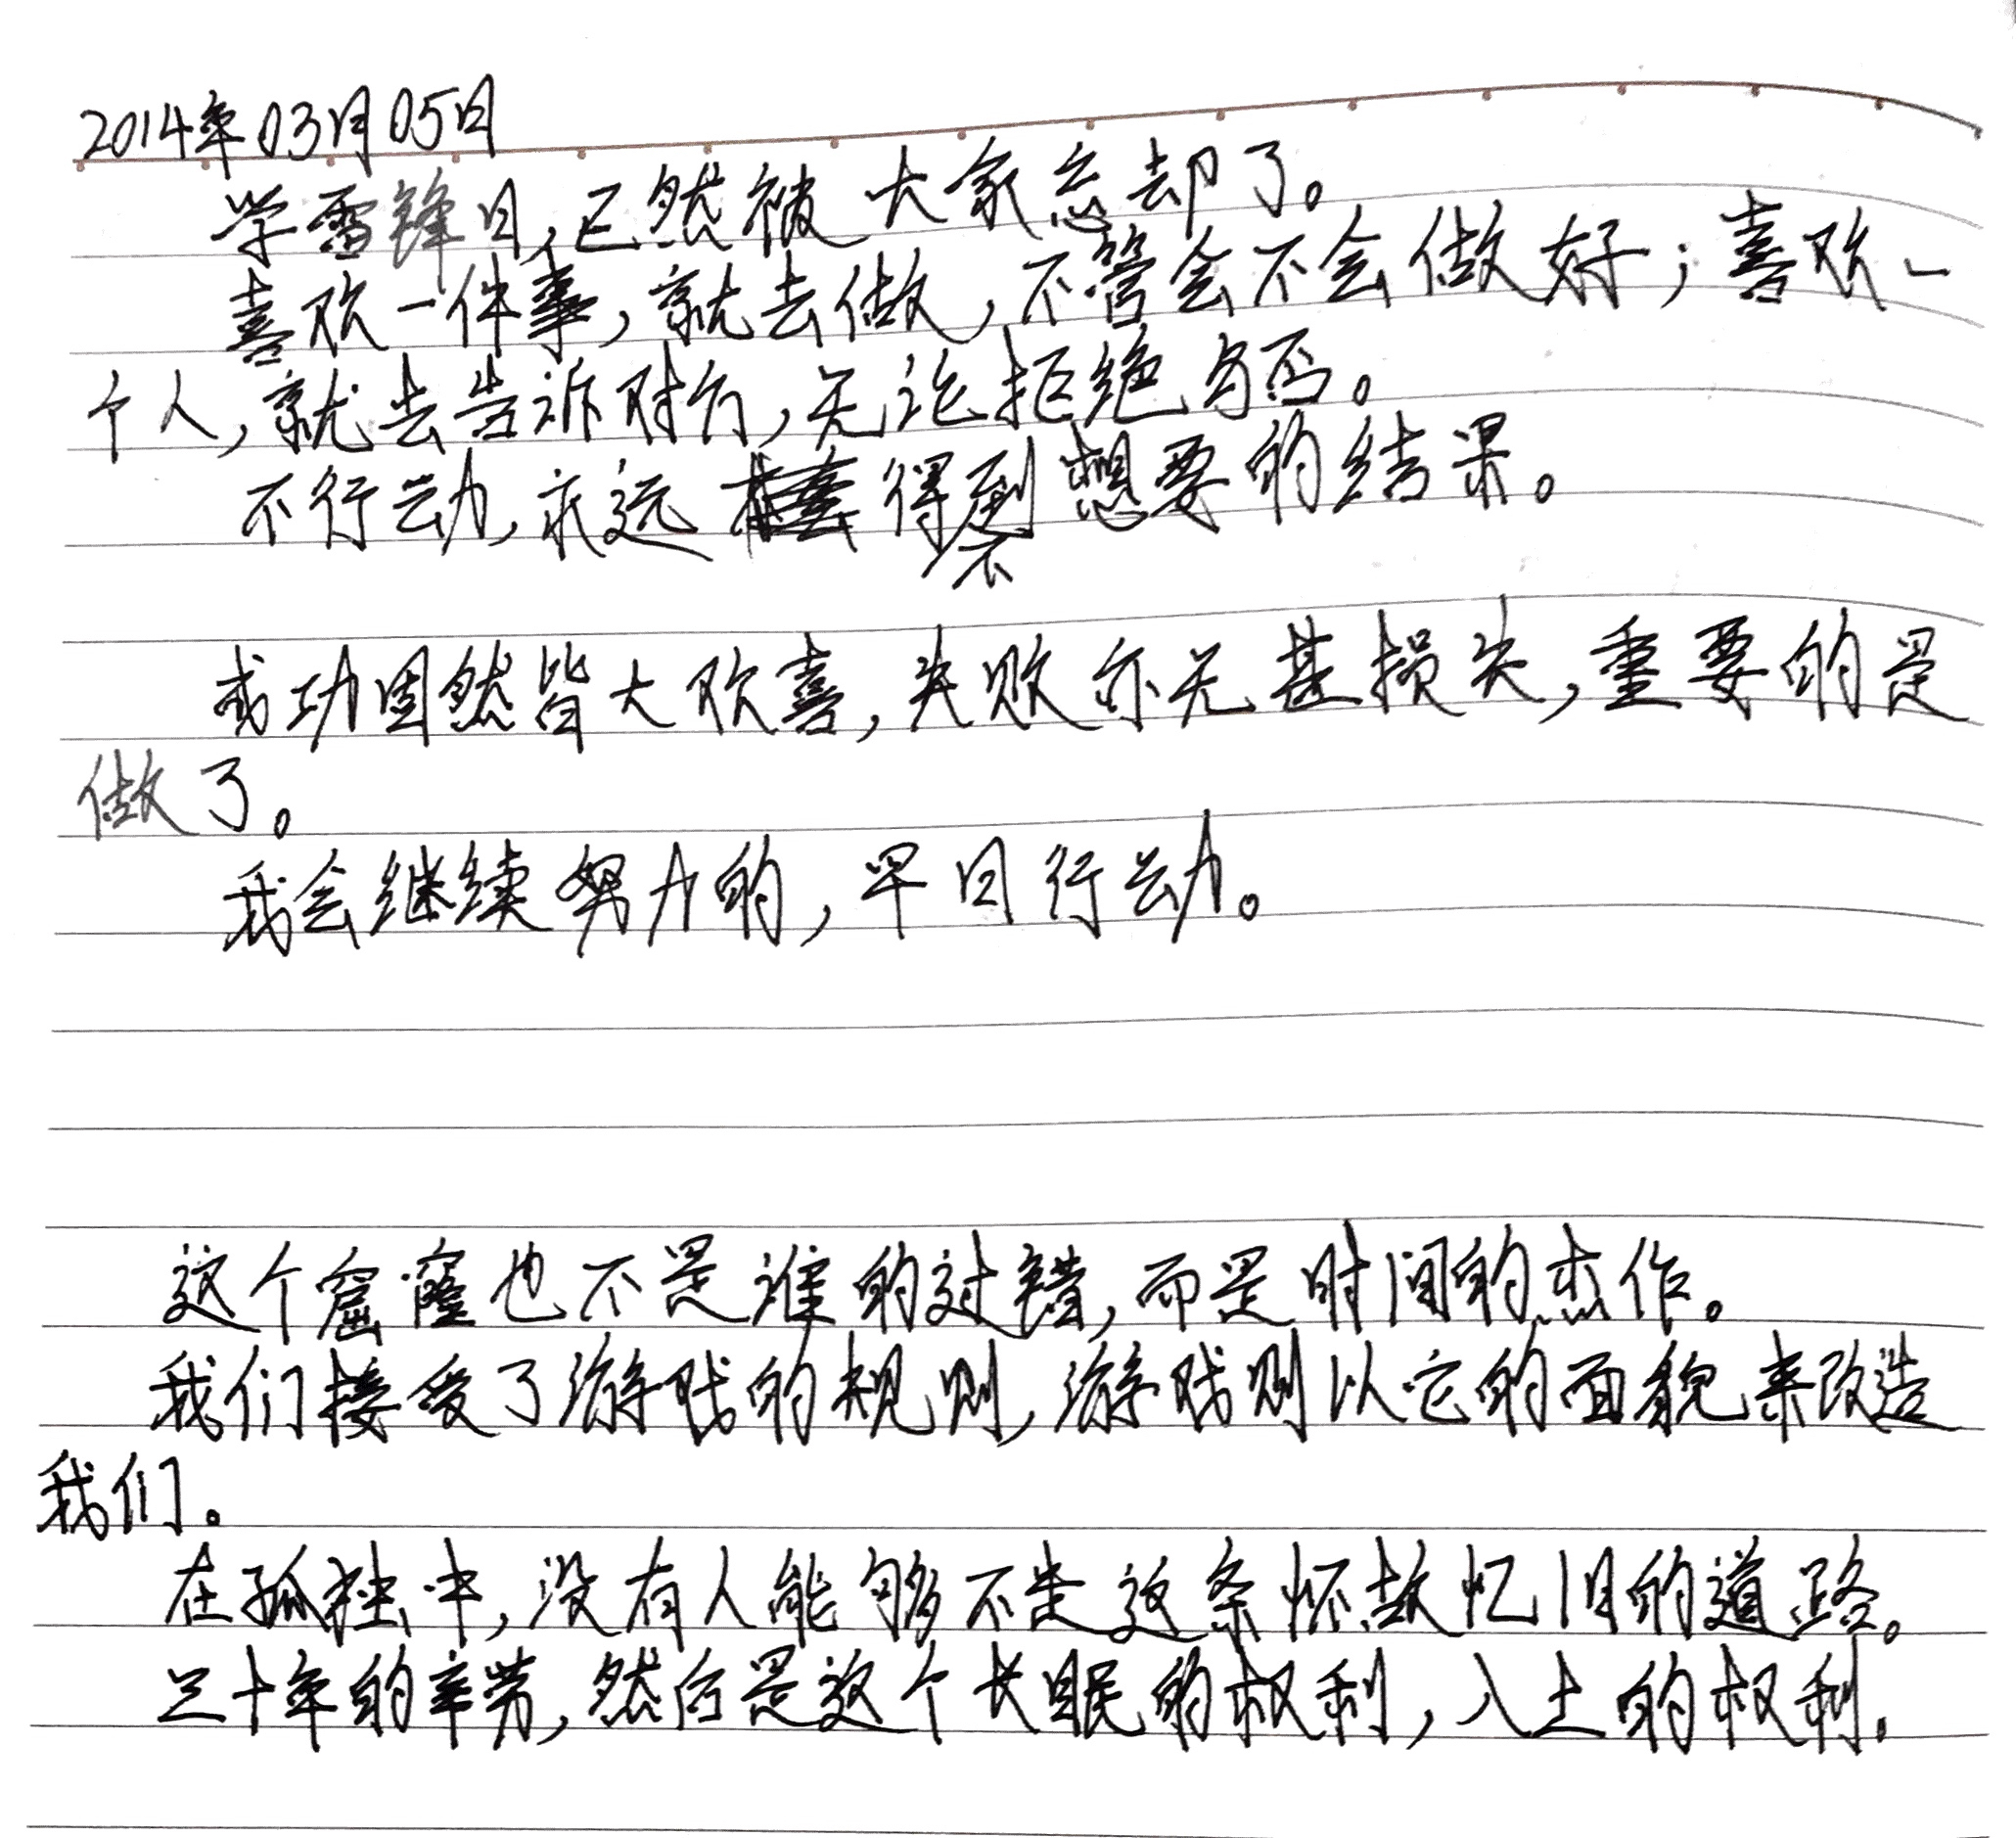 2014年03月05日
学雷锋日,已然被大家忘却了。
喜欢一件事,就去做,不管会不会做好;喜欢一
个人,就去告诉对方,无论拒绝与否。
不行动,永远得不到想要的结果。
成功固然皆大欢喜,失败亦无甚损失,重要的是
做了。
我会继续努力的,早日行动。
这个窟窿也不是谁的过错,而是时间的杰作。
我们接受了游戏的规则,游戏则以它的面貌来改造
我们。
在孤独中,没有人能够不走这条怀故忆旧的道路。
三十年的辛劳,然后是这个长眠的权利,入土的权利。